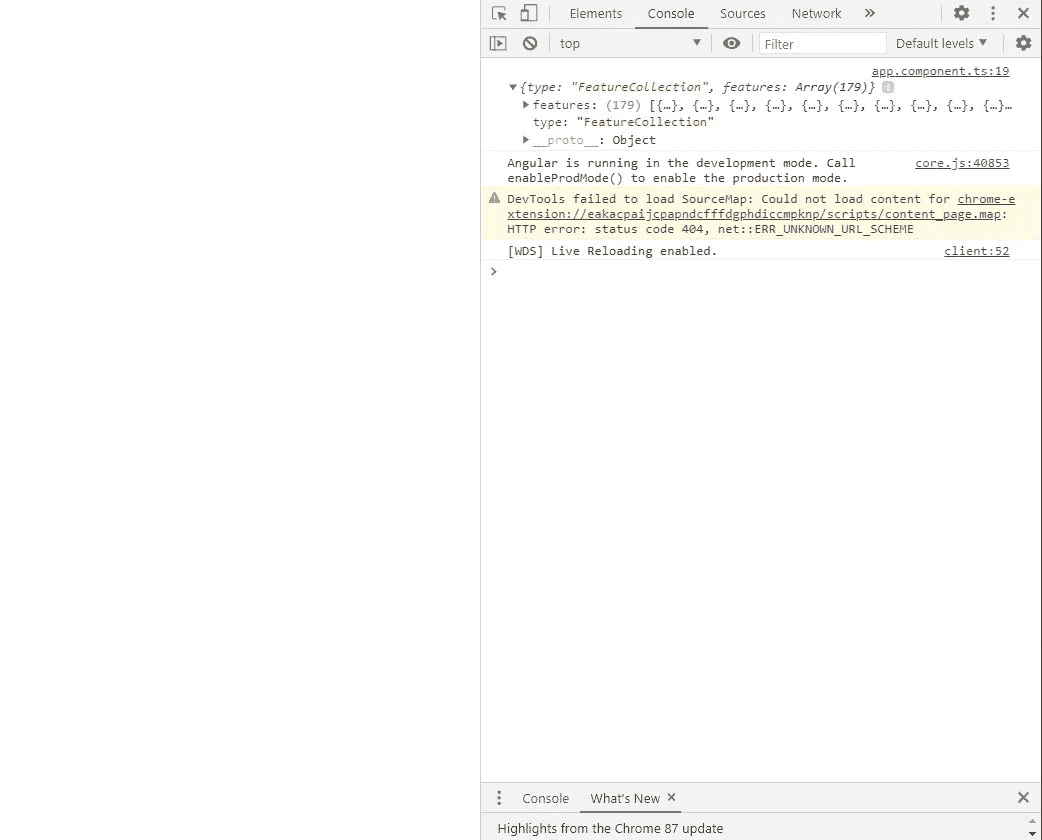 Elements Console Sources Network »
top Filter Default levels
app.component.ts:19
{type: "FeatureCollection", features: Array(179)} i
features: (179) [{…}, {…}, {…}, {…}, {…}, {…}, {…}, {…}, {…}, {…}…
type: "FeatureCollection"
__proto__: Object
Angular is running in the development mode. Call core.js:40853
enableProdMode() to enable the production mode.
DevTools failed to load SourceMap: Could not load content for chrome-e
xtension://eakacpaijcpapndcfffdgphdiccmpknp/scripts/content_page.map:
HTTP error: status code 404, net::ERR_UNKNOWN_URL_SCHEME
[WDS] Live Reloading enabled. client:52
Console What's New
Highlights from the Chrome 87 update